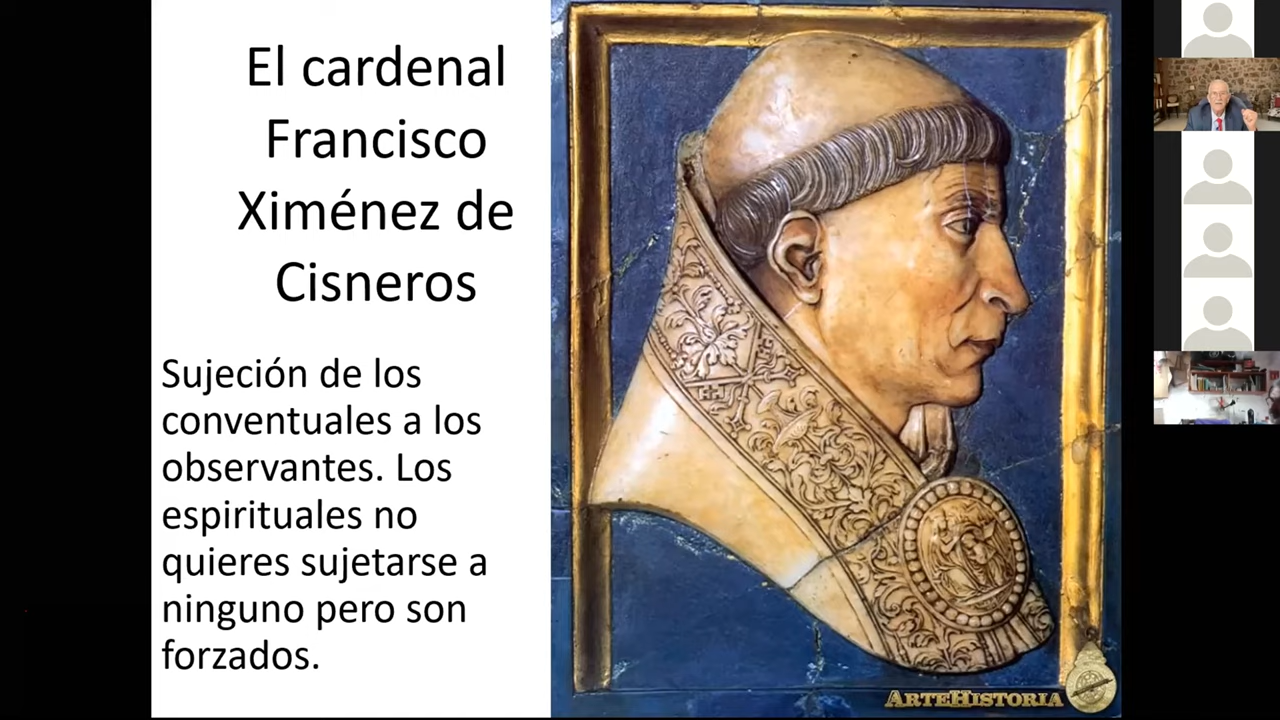 El cardenal
Francisco
Ximénez de
Cisneros
Sujeción de los
conventuales a los
observantes. Los
espirituales no
quieres sujetarse a
ninguno pero son
forzados.
ARTEHISTORIA